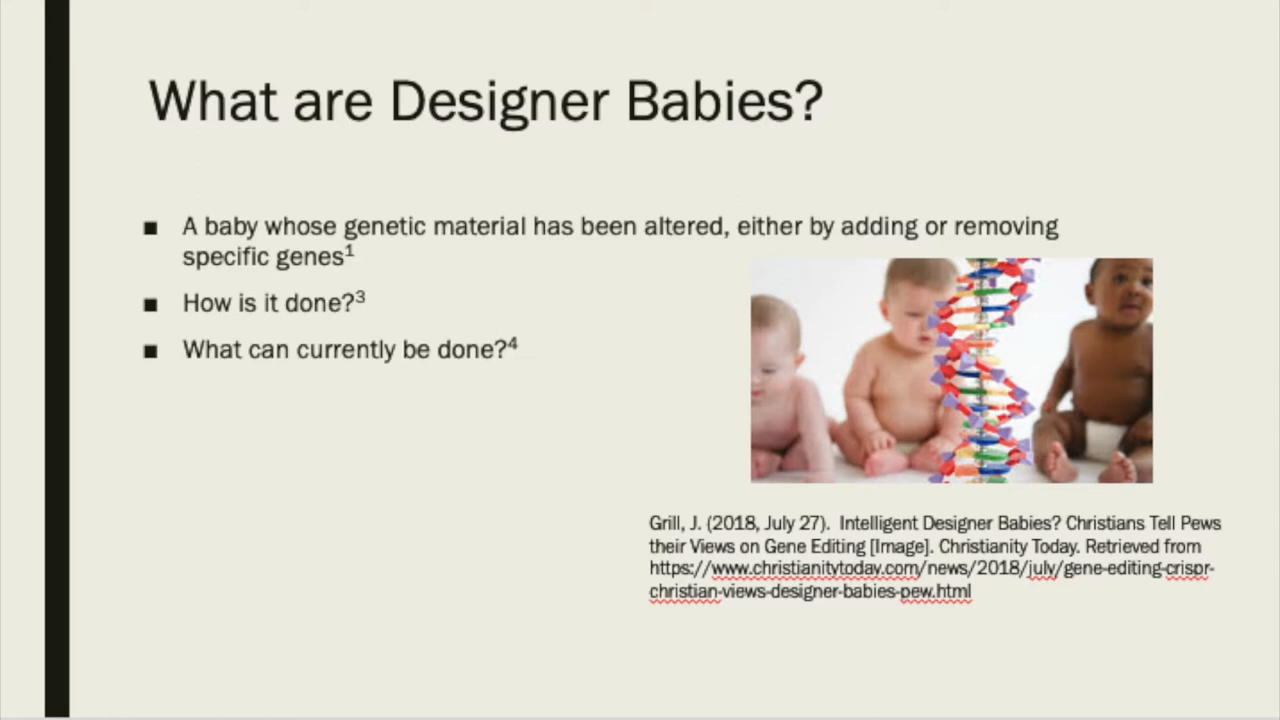 What are Designer Babies?
■ A baby whose genetic material has been altered, either by adding or removing
specific genes¹
■ How is it done?³
■ What can currently be done?⁴
Grill, J. (2018, July 27).  Intelligent Designer Babies? Christians Tell Pews
their Views on Gene Editing [Image]. Christianity Today. Retrieved from
https://www.christianitytoday.com/news/2018/july/gene-editing-crispr-
christian-views-designer-babies-pew.html